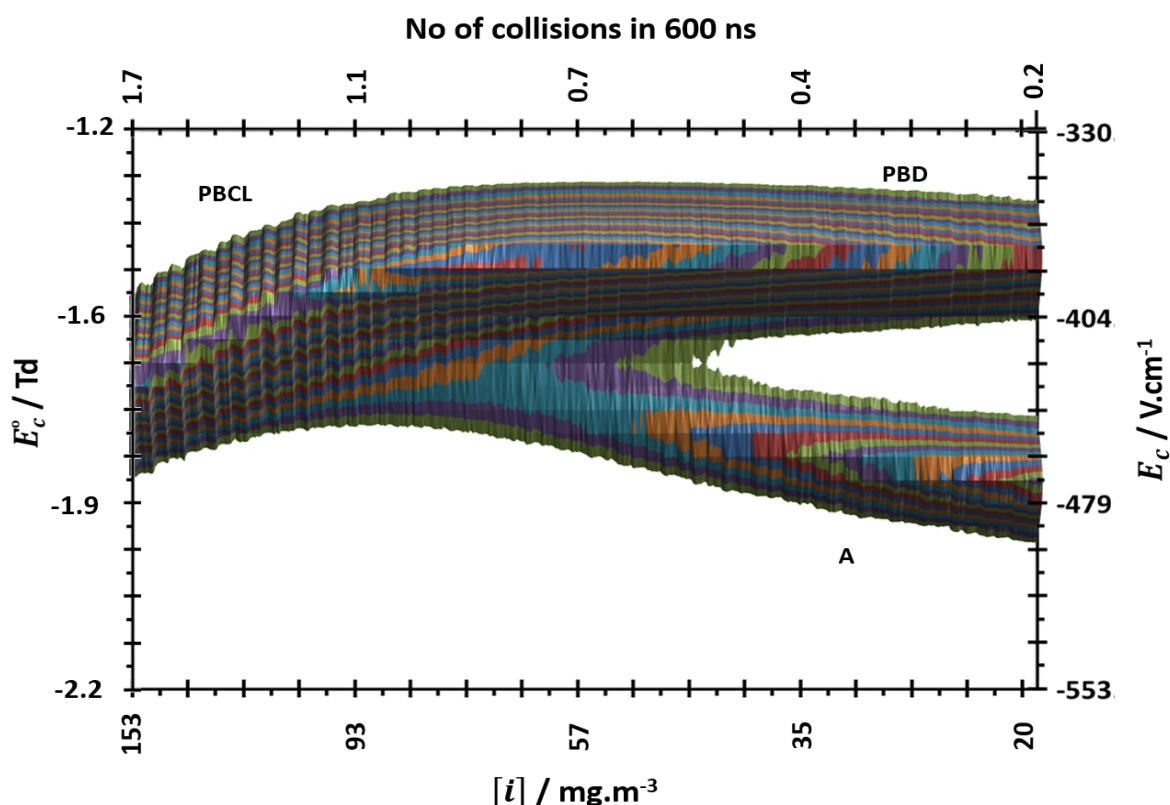 No of collisions in 600 ns
1.7 1.1 0.7 0.4 0.2
-1.2 -330.
PBCL PBD
-1.6 -404.
E°c / Td
Ec / V.cm-1
-1.9 -479
A
-2.2 -553.
153 93 57 35 20
[i] / mg.m-3